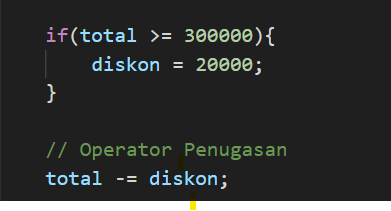 if(total >= 300000){
    diskon = 20000;
}
// Operator Penugasan
total -= diskon;